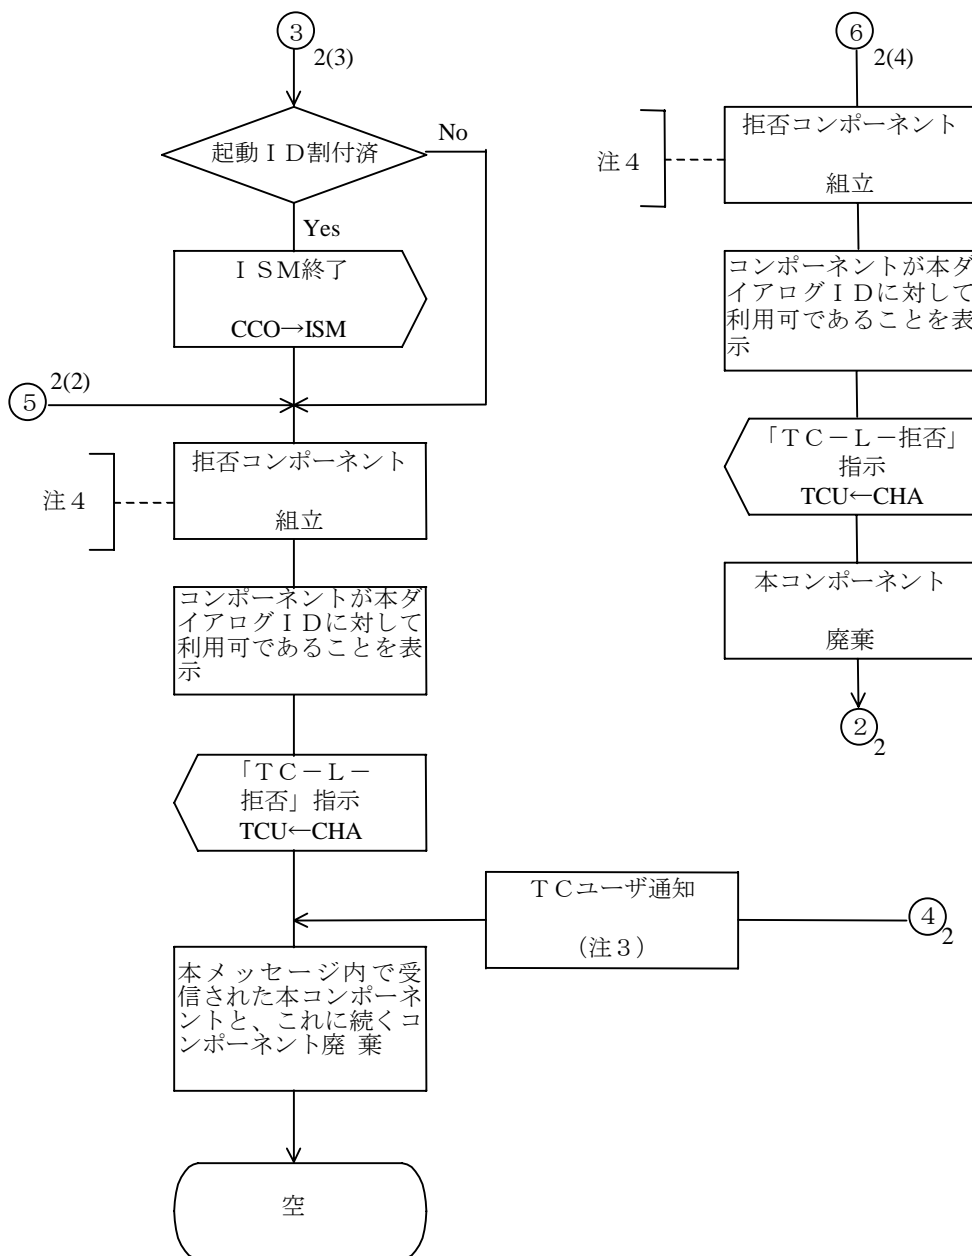 ③
2(3)
起動ＩＤ割付済
No
Yes
ＩＳＭ終了
CCO→ISM
⑤
2(2)
注４
拒否コンポーネント
組立
コンポーネントが本ダ
イアログＩＤに対して
利用可であることを表
示
「ＴＣ－Ｌ－
拒否」指示
TCU←CHA
本メッセージ内で受
信された本コンポーネ
ントと、これに続くコ
ンポーネント廃 棄
空
⑥
2(4)
注４
拒否コンポーネント
組立
コンポーネントが本ダ
イアログＩＤに対して
利用可であることを表
示
「ＴＣ－Ｌ－拒否」
指示
TCU←CHA
本コンポーネント
廃棄
②
2
ＴＣユーザ通知
（注３）
④
2